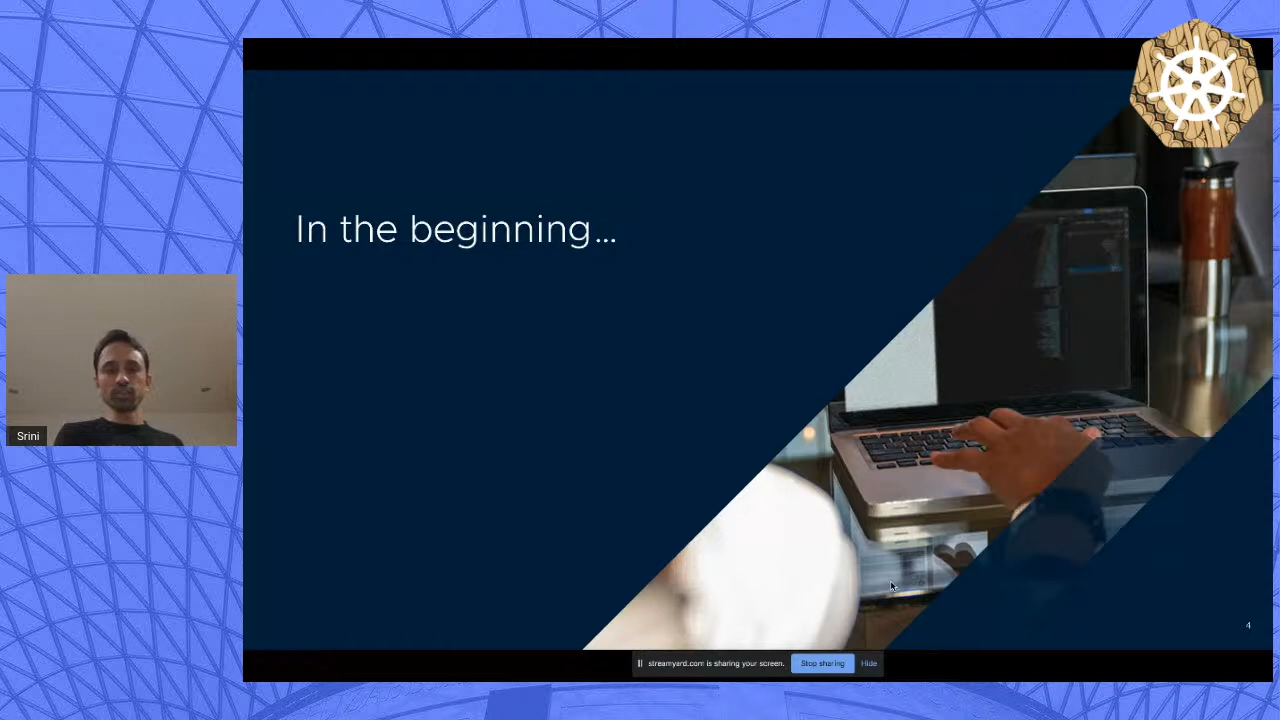 In the beginning...
Srini
4
streamyard.com is sharing your screen.
Stop sharing
Hide